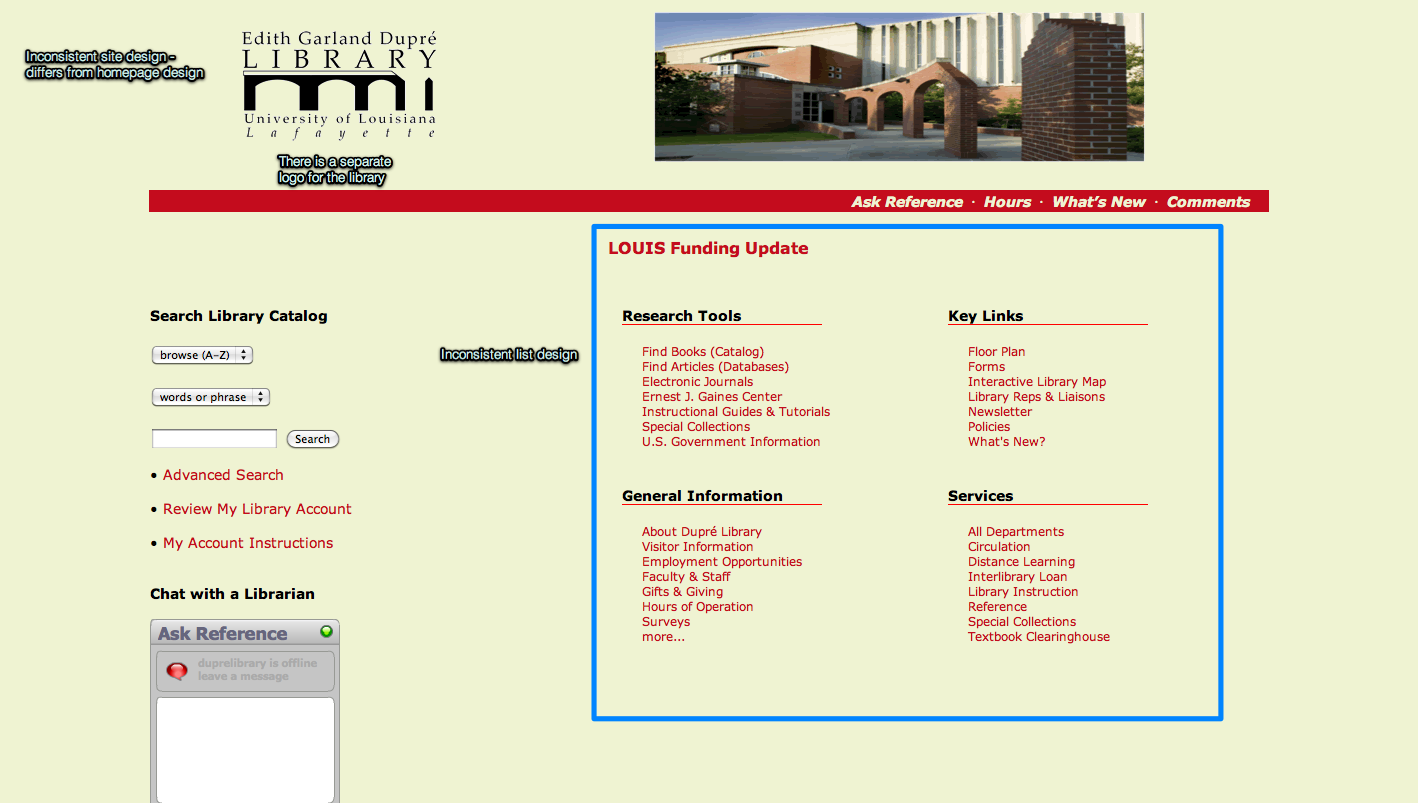 Inconsistent site design -
differs from homepage design
Edith Garland Dupré
LIBRARY
University of Louisiana
Lafayette
There is a separate
logo for the library
Ask Reference · Hours · What's New · Comments
LOUIS Funding Update
Search Library Catalog
browse (A-Z)
words or phrase
Search
• Advanced Search
• Review My Library Account
• My Account Instructions
Chat with a Librarian
Ask Reference
duprelibrary is offline
leave a message
Inconsistent list design
Research Tools
Find Books (Catalog)
Find Articles (Databases)
Electronic Journals
Ernest J. Gaines Center
Instructional Guides & Tutorials
Special Collections
U.S. Government Information
Key Links
Floor Plan
Forms
Interactive Library Map
Library Reps & Liaisons
Newsletter
Policies
What's New?
General Information
About Dupré Library
Visitor Information
Employment Opportunities
Faculty & Staff
Gifts & Giving
Hours of Operation
Surveys
more...
Services
All Departments
Circulation
Distance Learning
Interlibrary Loan
Library Instruction
Reference
Special Collections
Textbook Clearinghouse